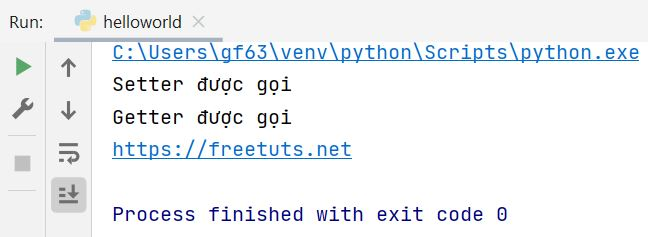 Run: helloworld
C:\Users\gf63\venv\python\Scripts\python.exe
Setter được gọi
Getter được gọi
https://freetuts.net
Process finished with exit code 0